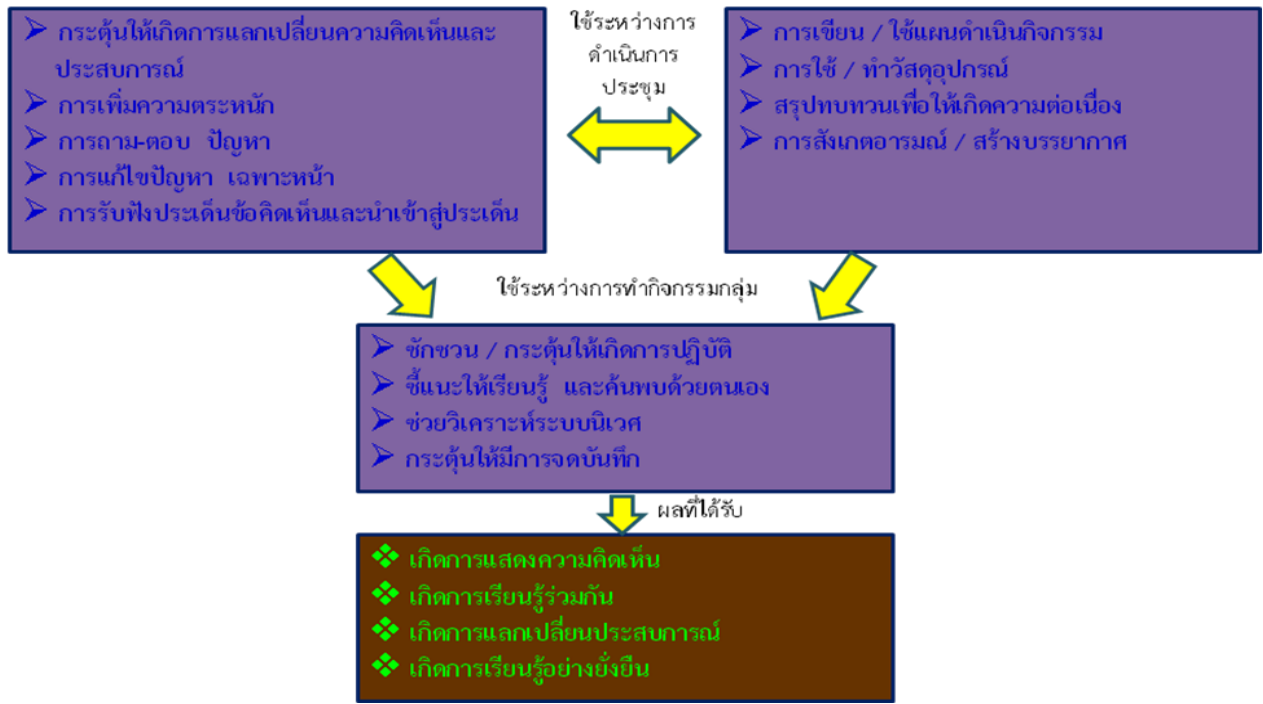 ➢ กระตุ้นให้เกิดการแลกเปลี่ยนความคิดเห็นและ
ประสบการณ์
➢ การเพิ่มความตระหนัก
➢ การถาม-ตอบ ปัญหา
➢ การแก้ไขปัญหา เฉพาะหน้า
➢ การรับฟังประเด็นข้อคิดเห็นและนำเข้าสู่ประเด็น
ใช้ระหว่างการ
ดำเนินการ
ประชุม
➢ การเขียน / ใช้แผนดำเนินกิจกรรม
➢ การใช้ / ทำวัสดุอุปกรณ์
➢ สรุปทบทวนเพื่อให้เกิดความต่อเนื่อง
➢ การสังเกตอารมณ์ / สร้างบรรยากาศ
ใช้ระหว่างการทำกิจกรรมกลุ่ม
➢ ชักชวน / กระตุ้นให้เกิดการปฏิบัติ
➢ ชี้แนะให้เรียนรู้ และค้นพบด้วยตนเอง
➢ ช่วยวิเคราะห์ระบบนิเวศ
➢ กระตุ้นให้มีการจดบันทึก
ผลที่ได้รับ
❖ เกิดการแสดงความคิดเห็น
❖ เกิดการเรียนรู้ร่วมกัน
❖ เกิดการแลกเปลี่ยนประสบการณ์
❖ เกิดการเรียนรู้อย่างยั่งยืน